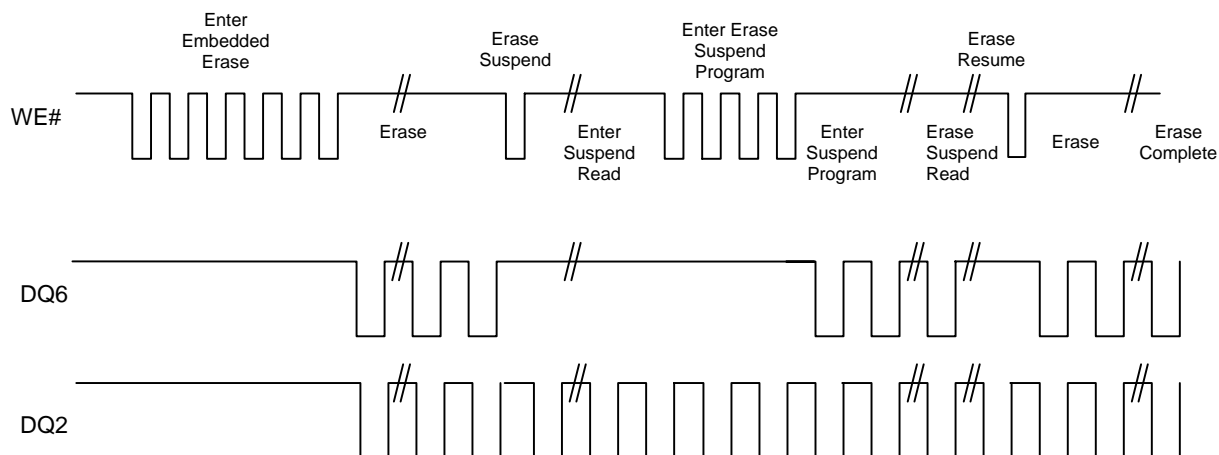 Enter
Embedded
Erase
Erase
Suspend
Enter Erase
Suspend
Program
Erase
Resume
WE#
Erase
Enter
Suspend
Read
Enter
Suspend
Program
Erase
Suspend
Read
Erase
Erase
Complete
DQ6
DQ2